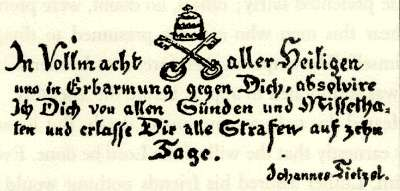 In Vollmacht aller Heiligen
und in Erbarmung gegen Dich, absolvire
Ich Dich von allen Sünden und Missetha-
ten und erlasse Dir alle Strafen auf zehn
Tage.
Johannes Tietzel.